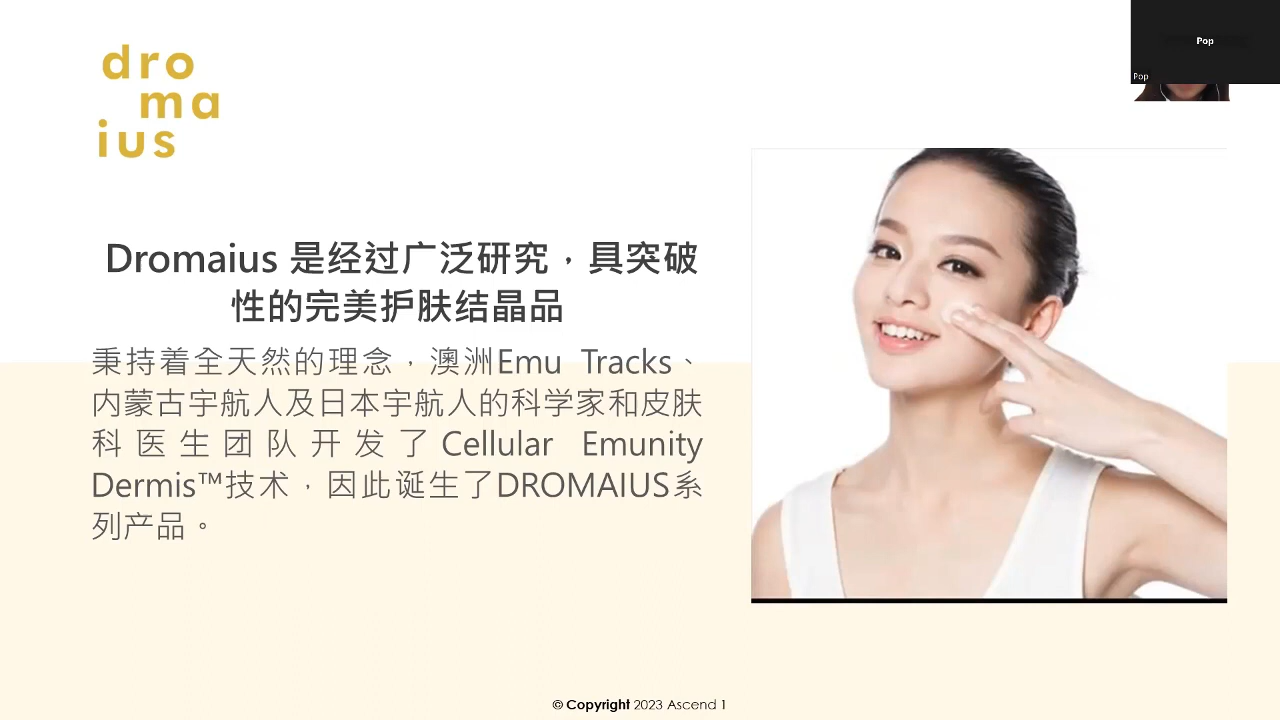 dro
ma
ius
Pop
Pop
Dromaius 是经过广泛研究，具突破
性的完美护肤结晶品
秉持着全天然的理念，澳洲Emu Tracks、
内蒙古宇航人及日本宇航人的科学家和皮肤
科医生团队开发了Cellular Emunity
Dermis™技术，因此诞生了DROMAIUS系
列产品。
© Copyright 2023 Ascend 1